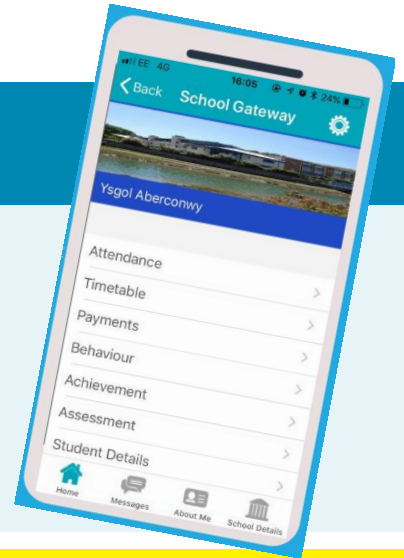 EE 4G 16:05 24%
Back School Gateway
Ysgol Aberconwy
Attendance
Timetable
Payments
Behaviour
Achievement
Assessment
Student Details
Home Messages About Me School Details